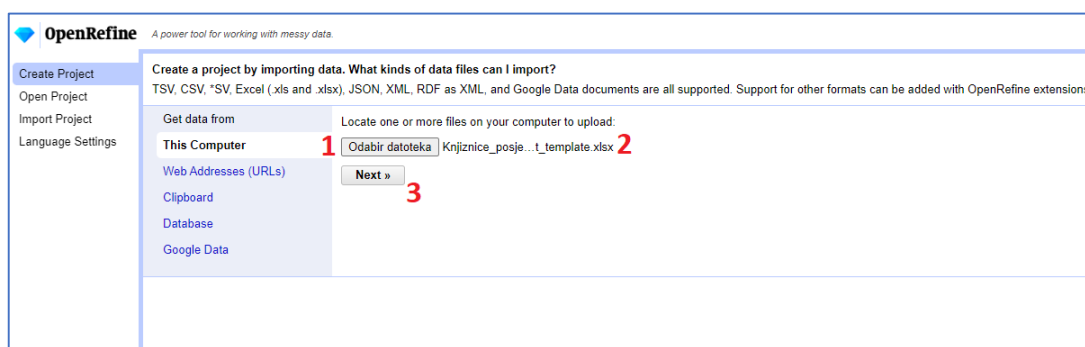 OpenRefine A power tool for working with messy data.
Create Project
Open Project
Import Project
Language Settings
Create a project by importing data. What kinds of data files can I import?
TSV, CSV, *SV, Excel (.xls and .xlsx), JSON, XML, RDF as XML, and Google Data documents are all supported. Support for other formats can be added with OpenRefine extensions
Get data from
This Computer
Web Addresses (URLs)
Clipboard
Database
Google Data
Locate one or more files on your computer to upload:
1 Odabir datoteka Knjiznice_posje…t_template.xlsx 2
Next »
3